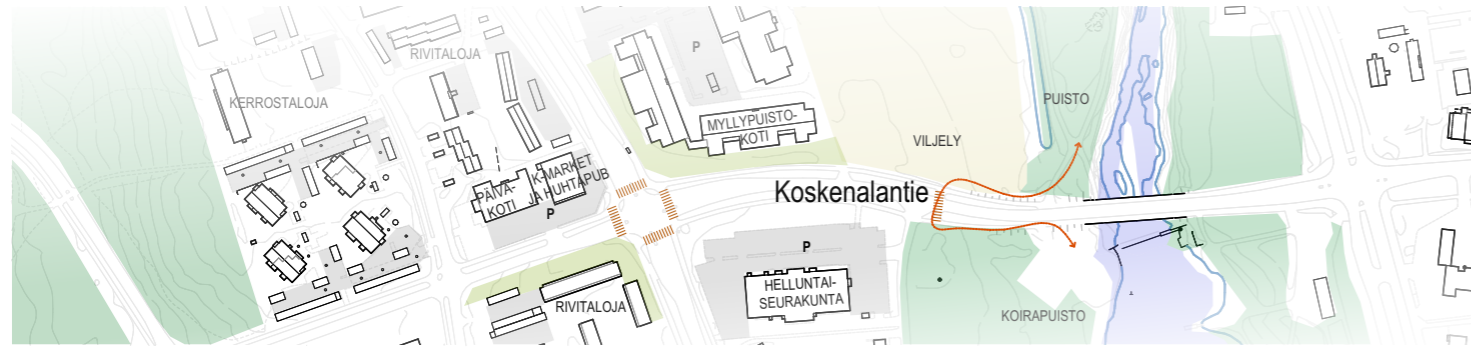 RIVITALOJA
P
KERROSTALOJA
PUISTO
MYLLYPUISTO-
KOTI
VILJELY
K-MARKET
JA HUHTAPUB
PÄIVÄ-
KOTI
P
Koskenalantie
P
HELLUNTAI-
SEURAKUNTA
RIVITALOJA
KOIRAPUISTO